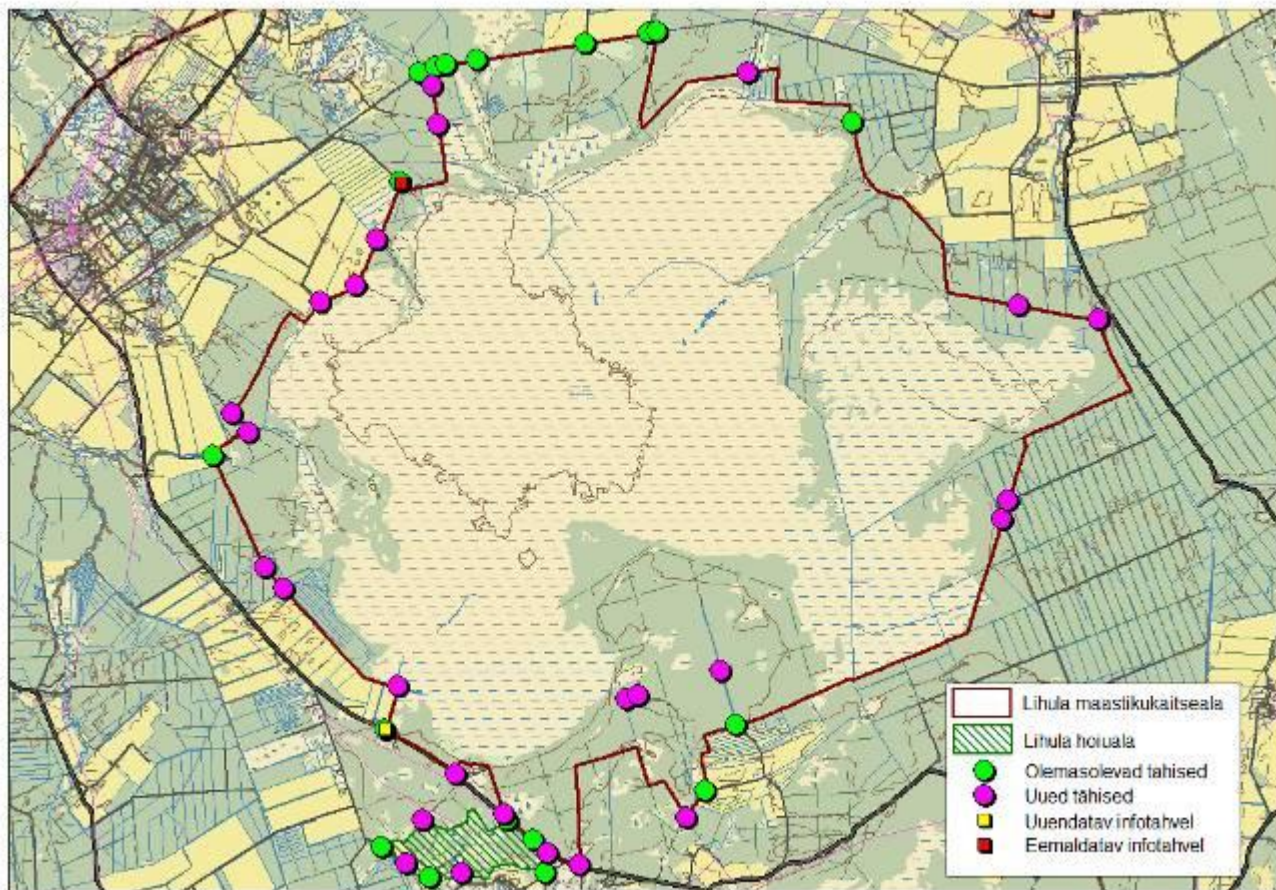 Lihula maastikukaitseala
Lihula hoiuala
Olemasolevad tähised
Uued tähised
Uuendatav infotahvel
Eemaldatav infotahvel